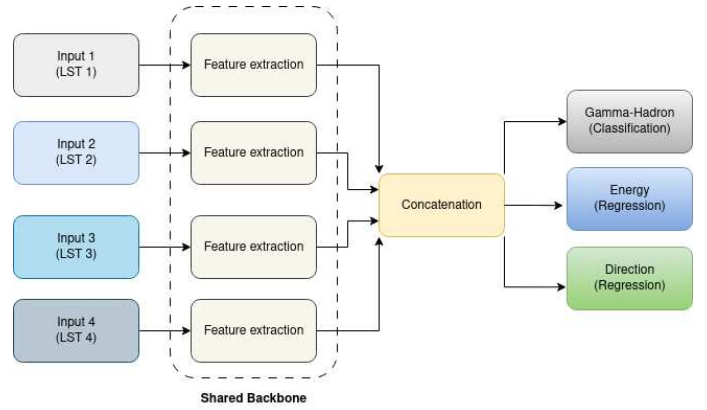 Input 1
(LST 1)
Feature extraction
Input 2
(LST 2)
Feature extraction
Input 3
(LST 3)
Feature extraction
Input 4
(LST 4)
Feature extraction
Shared Backbone
Concatenation
Gamma-Hadron
(Classification)
Energy
(Regression)
Direction
(Regression)